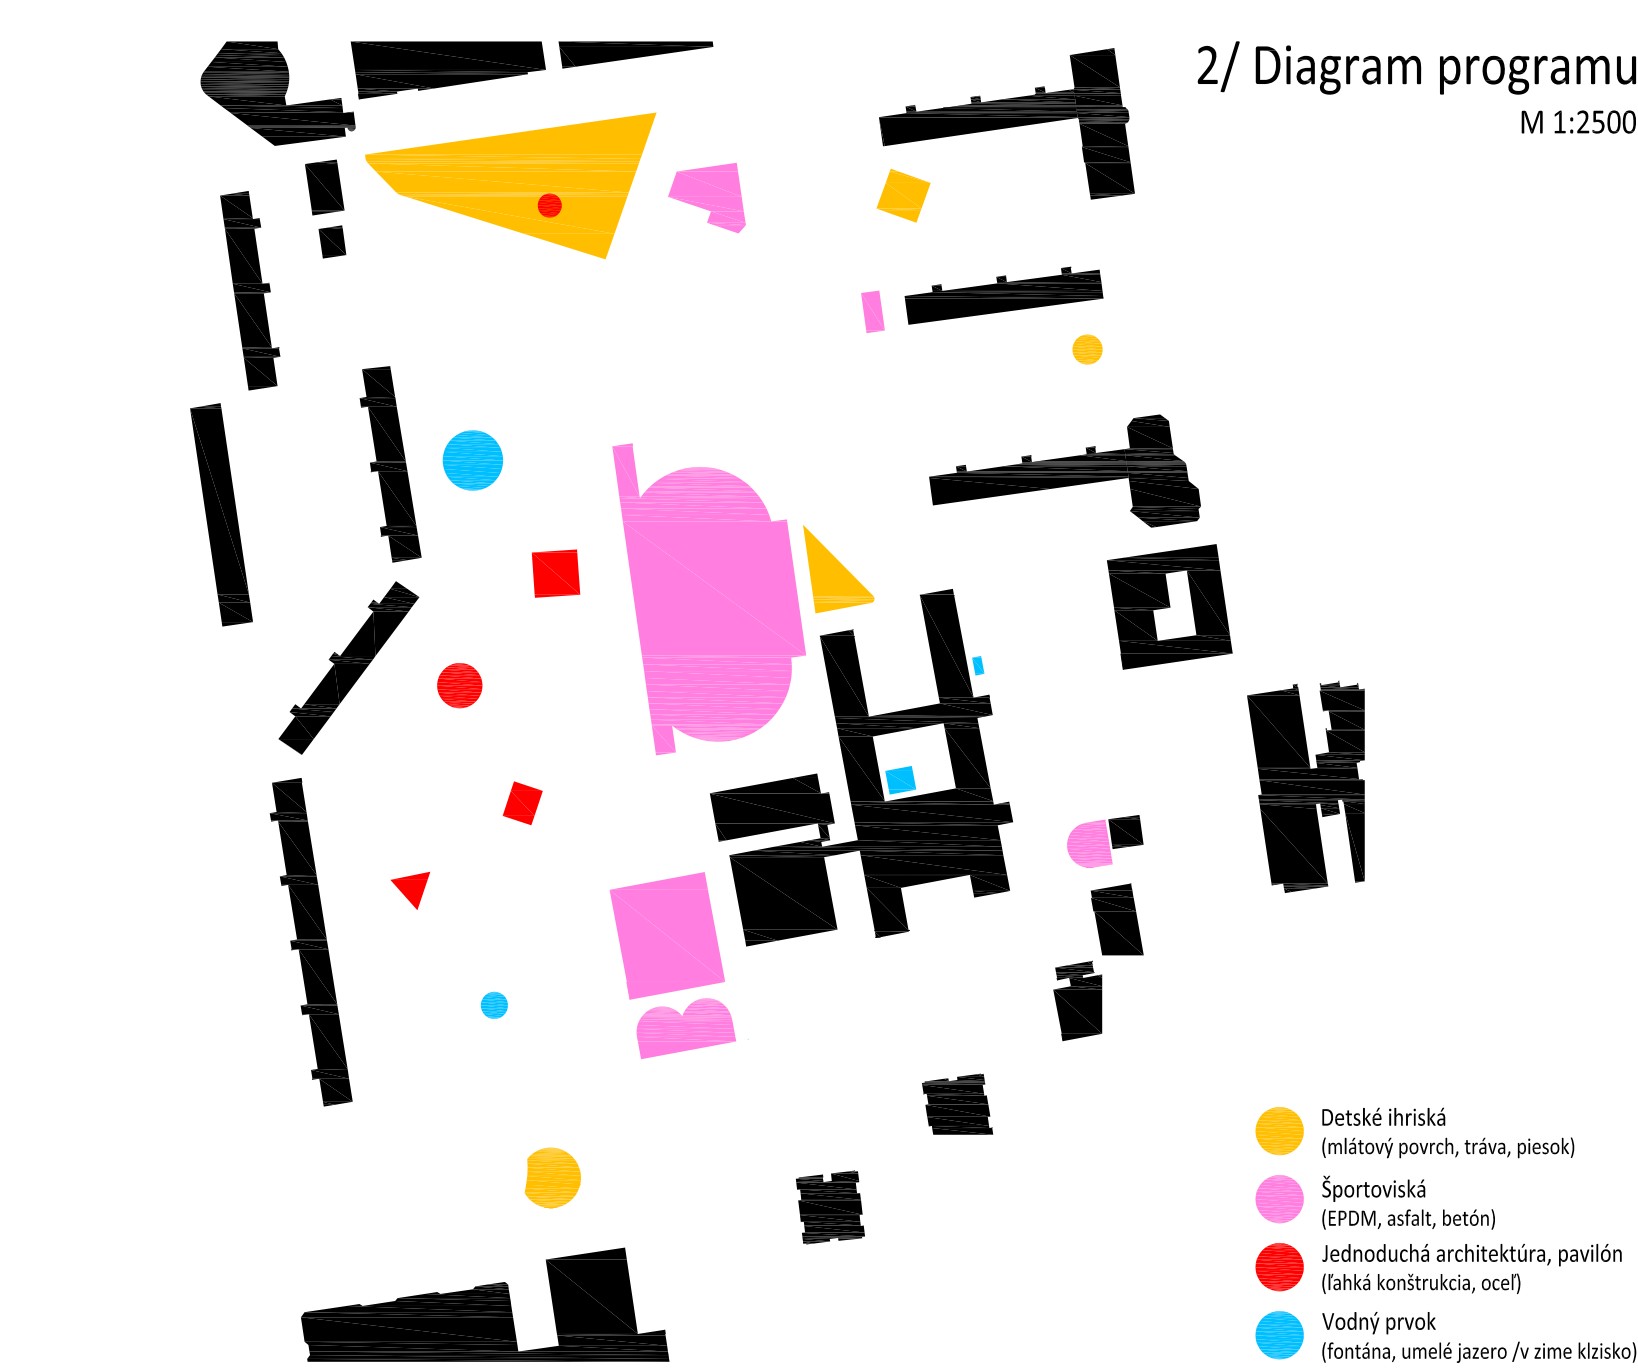 2/ Diagram programu
M 1:2500
Detské ihriská
(mlátový povrch, tráva, piesok)
Športoviská
(EPDM, asfalt, betón)
Jednoduchá architektúra, pavilón
(ľahká konštrukcia, oceľ)
Vodný prvok
(fontána, umelé jazero /v zime klzisko)